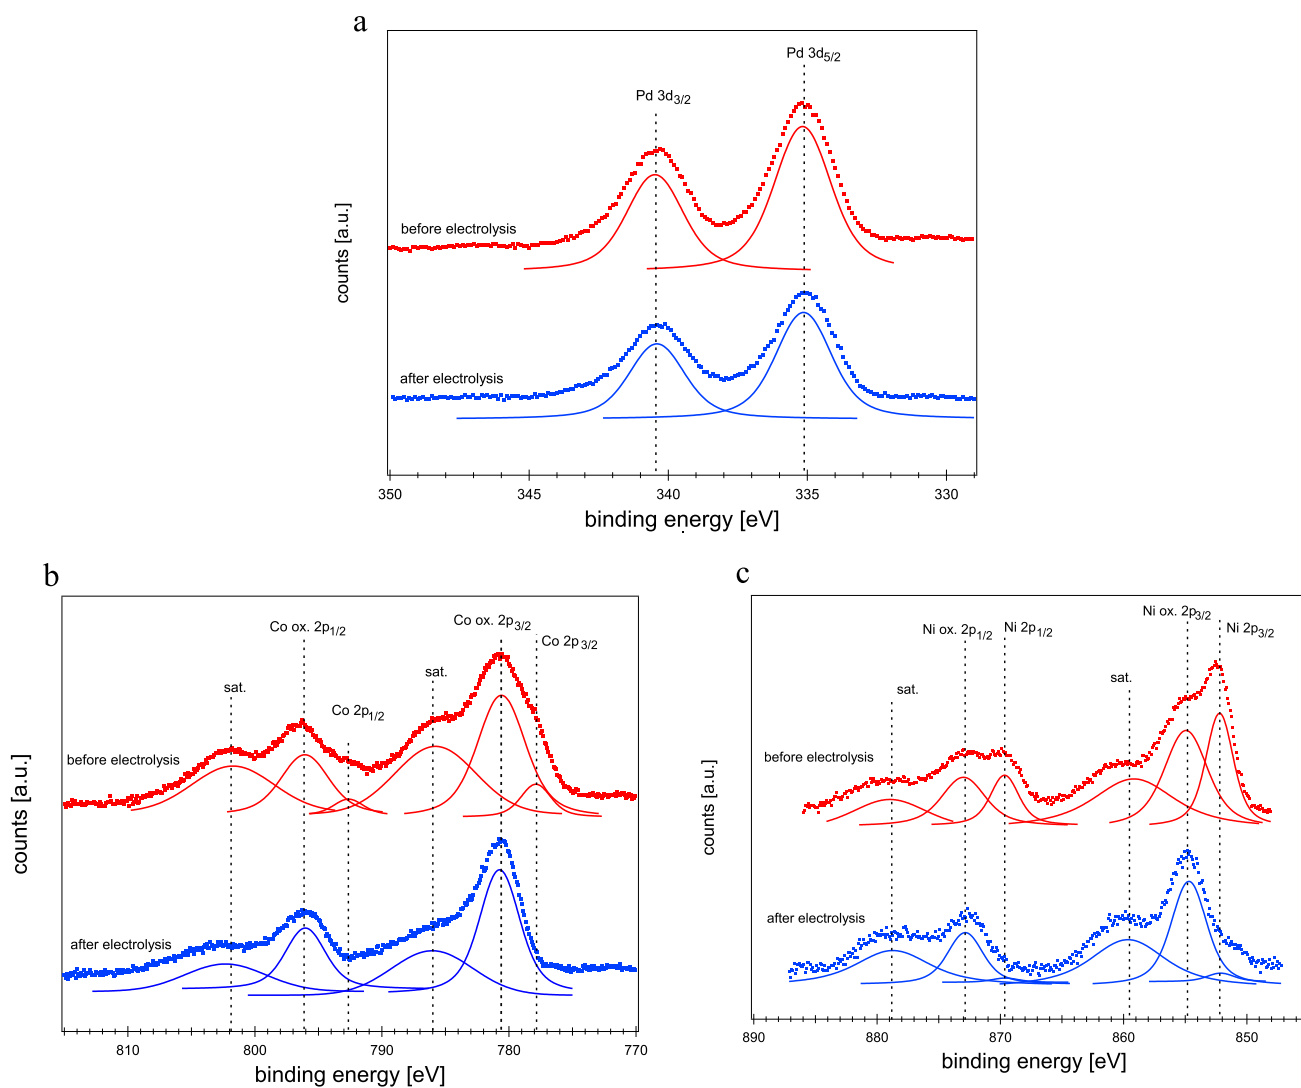 a
Pd 3d5/2
Pd 3d3/2
before electrolysis
after electrolysis
counts [a.u.]
350 345 340 335 330
binding energy [eV]
b
Co ox. 2p1/2
Co ox. 2p3/2
Co 2p3/2
sat.
sat.
Co 2p1/2
before electrolysis
after electrolysis
counts [a.u.]
810 800 790 780 770
binding energy [eV]
c
Ni ox. 2p3/2
Ni ox. 2p1/2
Ni 2p1/2
Ni 2p3/2
sat.
sat.
before electrolysis
after electrolysis
counts [a.u.]
890 880 870 860 850
binding energy [eV]